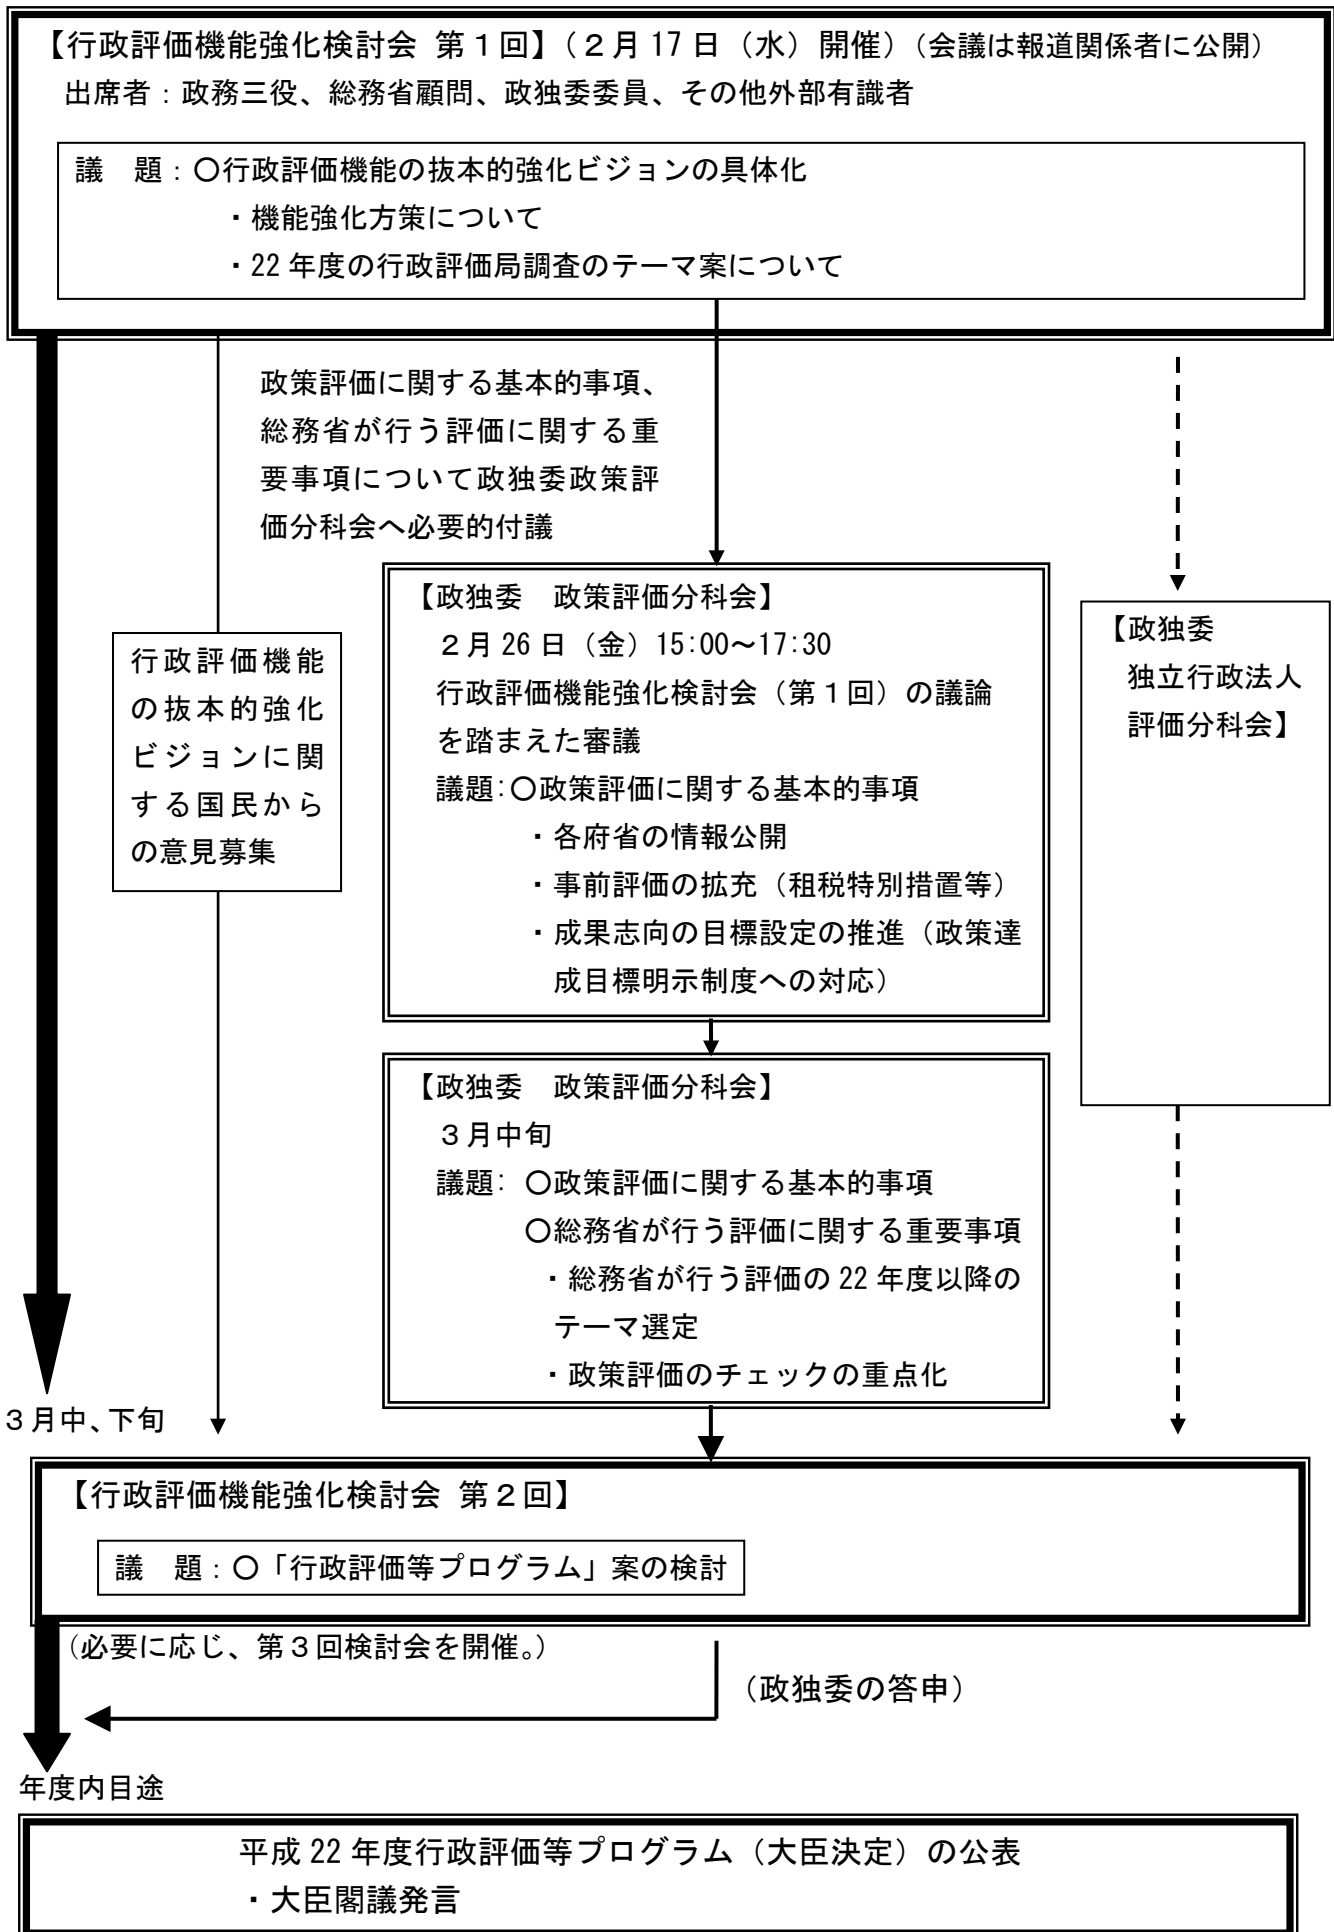 【行政評価機能強化検討会 第１回】（２月17日（水）開催）（会議は報道関係者に公開）
出席者：政務三役、総務省顧問、政独委委員、その他外部有識者
議　題：○行政評価機能の抜本的強化ビジョンの具体化
・機能強化方策について
・22年度の行政評価局調査のテーマ案について
政策評価に関する基本的事項、
総務省が行う評価に関する重
要事項について政独委政策評
価分科会へ必要的付議
行政評価機能
の抜本的強化
ビジョンに関
する国民から
の意見募集
【政独委　政策評価分科会】
２月26日（金）15:00～17:30
行政評価機能強化検討会（第１回）の議論
を踏まえた審議
議題：○政策評価に関する基本的事項
・各府省の情報公開
・事前評価の拡充（租税特別措置等）
・成果志向の目標設定の推進（政策達
成目標明示制度への対応）
【政独委
独立行政法人
評価分科会】
【政独委　政策評価分科会】
３月中旬
議題：○政策評価に関する基本的事項
○総務省が行う評価に関する重要事項
・総務省が行う評価の22年度以降の
テーマ選定
・政策評価のチェックの重点化
３月中、下旬
【行政評価機能強化検討会 第２回】
議　題：○「行政評価等プログラム」案の検討
（必要に応じ、第３回検討会を開催。）
（政独委の答申）
年度内目途
平成22年度行政評価等プログラム（大臣決定）の公表
・大臣閣議発言